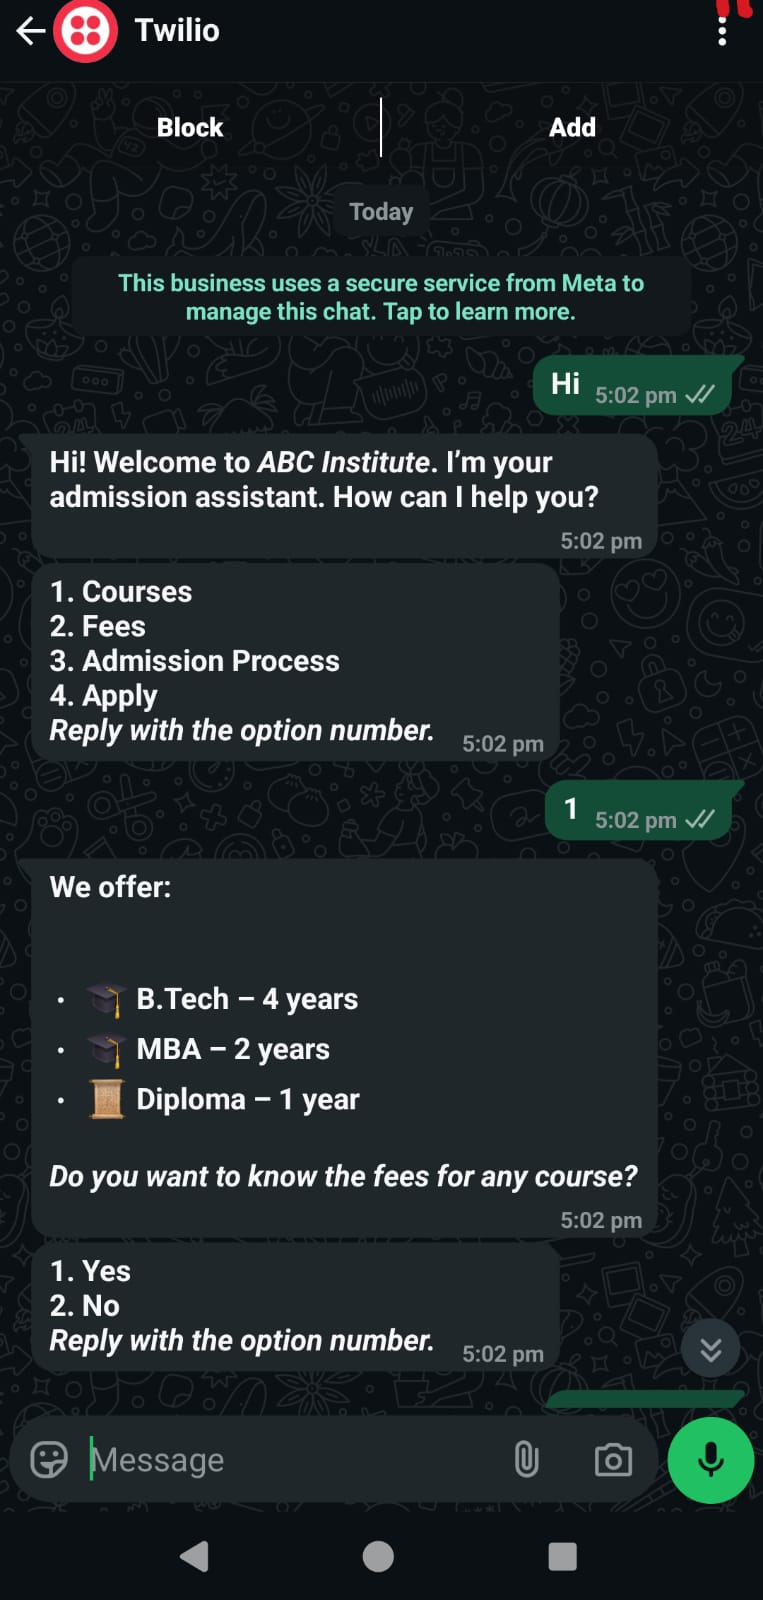 Twilio
Block
Add
Today
This business uses a secure service from Meta to
manage this chat. Tap to learn more.
Hi 5:02 pm
Hi! Welcome to ABC Institute. I’m your
admission assistant. How can I help you?
5:02 pm
1. Courses
2. Fees
3. Admission Process
4. Apply
Reply with the option number. 5:02 pm
1 5:02 pm
We offer:
• 🎓 B.Tech – 4 years
• 🎓 MBA – 2 years
• 📜 Diploma – 1 year
Do you want to know the fees for any course?
5:02 pm
1. Yes
2. No
Reply with the option number. 5:02 pm
Message